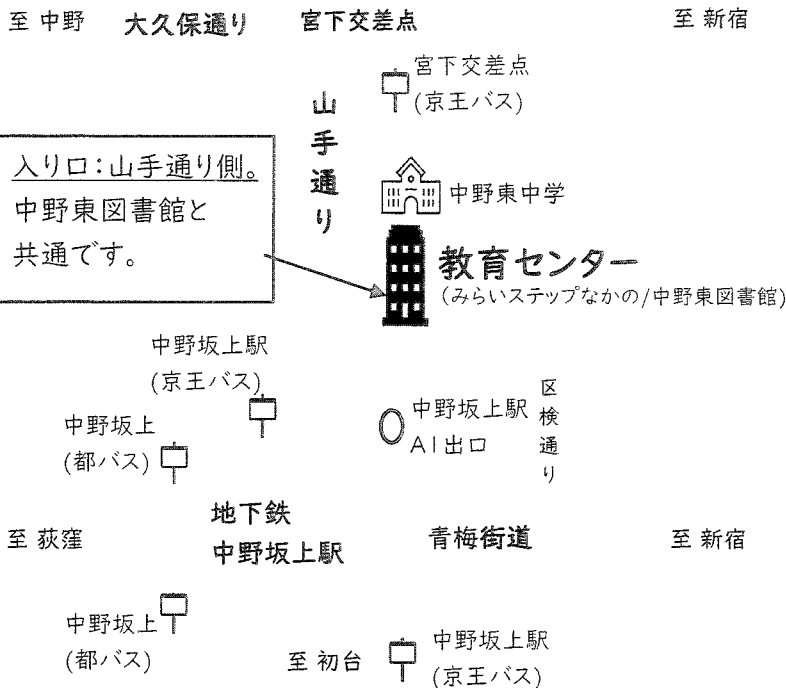 至 中野
大久保通り
宮下交差点
至 新宿
宮下交差点
(京王バス)
山手通り
入り口:山手通り側。
中野東図書館と
共通です。
中野東中学
教育センター
(みらいステップなかの/中野東図書館)
中野坂上駅
(京王バス)
中野坂上
(都バス)
中野坂上駅
A1出口
区検通り
地下鉄
中野坂上駅
至 荻窪
青梅街道
至 新宿
中野坂上
(都バス)
至 初台
中野坂上駅
(京王バス)